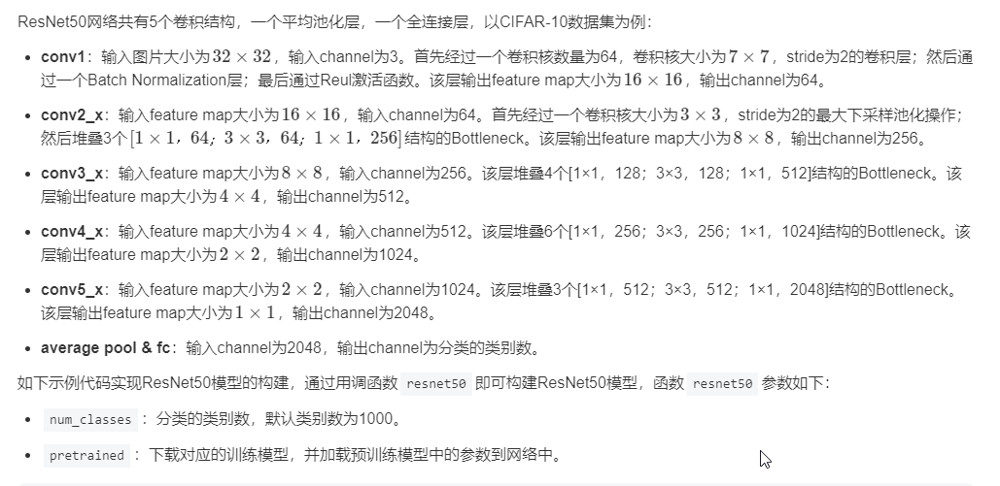 ResNet50网络共有5个卷积结构，一个平均池化层，一个全连接层，以CIFAR-10数据集为例：
• conv1：输入图片大小为32 × 32，输入channel为3。首先经过一个卷积核数量为64，卷积核大小为7 × 7，stride为2的卷积层；然后通
过一个Batch Normalization层；最后通过Reul激活函数。该层输出feature map大小为16 × 16，输出channel为64。
• conv2_x：输入feature map大小为16 × 16，输入channel为64。首先经过一个卷积核大小为3 × 3，stride为2的最大下采样池化操作；
然后堆叠3个[1 × 1，64；3 × 3，64；1 × 1，256]结构的Bottleneck。该层输出feature map大小为8 × 8，输出channel为256。
• conv3_x：输入feature map大小为8 × 8，输入channel为256。该层堆叠4个[1×1，128；3×3，128；1×1，512]结构的Bottleneck。该
层输出feature map大小为4 × 4，输出channel为512。
• conv4_x：输入feature map大小为4 × 4，输入channel为512。该层堆叠6个[1×1，256；3×3，256；1×1，1024]结构的Bottleneck。该
层输出feature map大小为2 × 2，输出channel为1024。
• conv5_x：输入feature map大小为2 × 2，输入channel为1024。该层堆叠3个[1×1，512；3×3，512；1×1，2048]结构的Bottleneck。
该层输出feature map大小为1 × 1，输出channel为2048。
• average pool & fc：输入channel为2048，输出channel为分类的类别数。
如下示例代码实现ResNet50模型的构建，通过用调函数 resnet50 即可构建ResNet50模型，函数 resnet50 参数如下：
• num_classes ：分类的类别数，默认类别数为1000。
• pretrained ：下载对应的训练模型，并加载预训练模型中的参数到网络中。